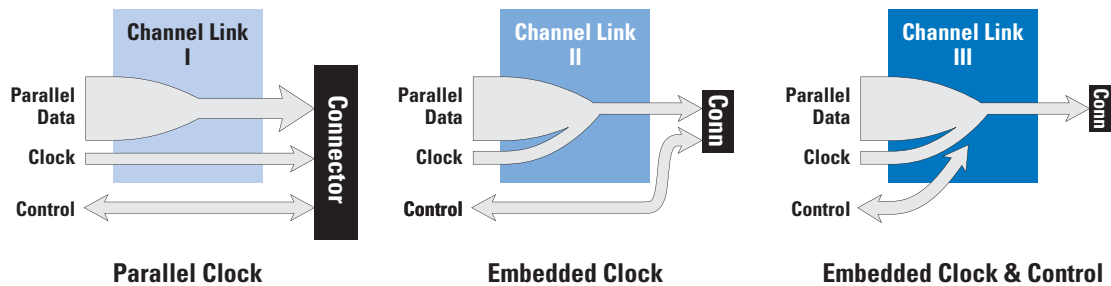 Channel Link
I
Parallel
Data
Clock
Control
Connector
Parallel Clock
Channel Link
II
Parallel
Data
Clock
Control
Conn
Embedded Clock
Channel Link
III
Parallel
Data
Clock
Control
Conn
Embedded Clock & Control